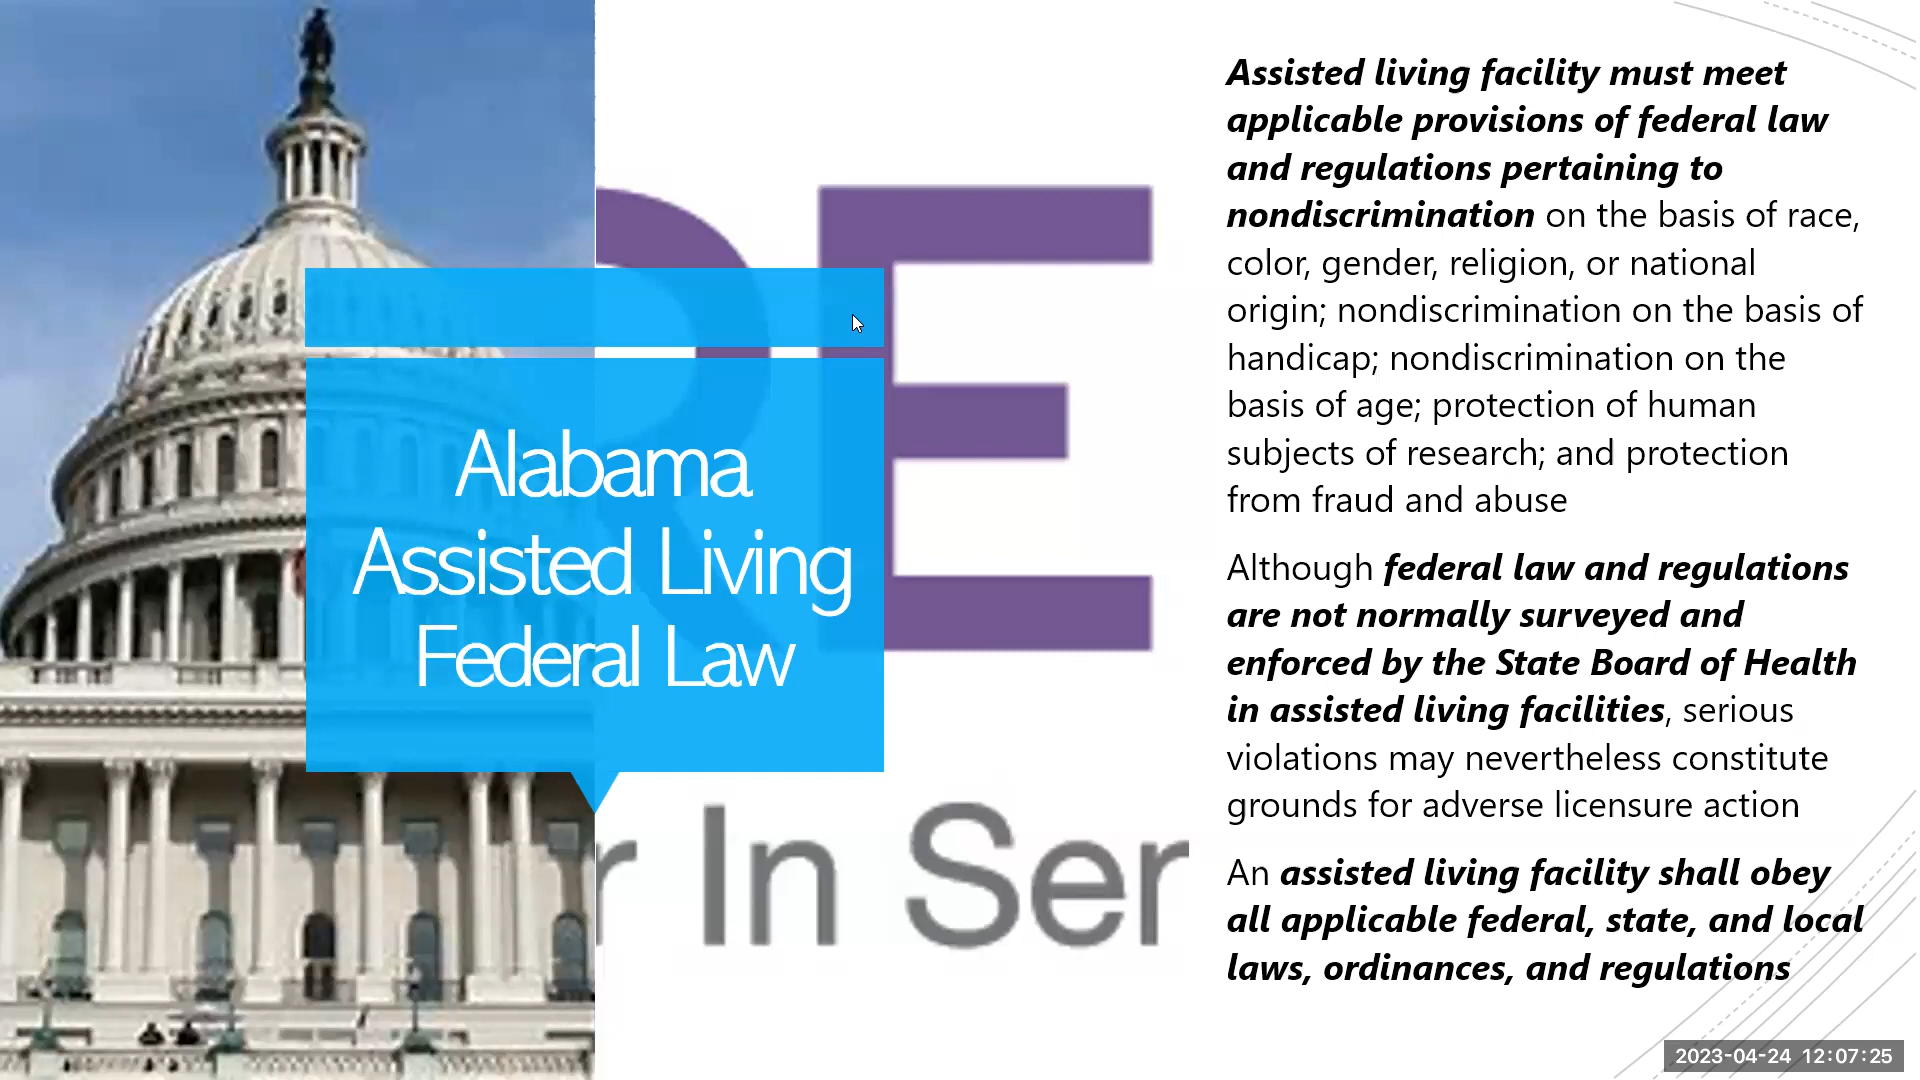 Alabama
Assisted Living
Federal Law
RE
r In Ser
Assisted living facility must meet
applicable provisions of federal law
and regulations pertaining to
nondiscrimination on the basis of race,
color, gender, religion, or national
origin; nondiscrimination on the basis of
handicap; nondiscrimination on the
basis of age; protection of human
subjects of research; and protection
from fraud and abuse
Although federal law and regulations
are not normally surveyed and
enforced by the State Board of Health
in assisted living facilities, serious
violations may nevertheless constitute
grounds for adverse licensure action
An assisted living facility shall obey
all applicable federal, state, and local
laws, ordinances, and regulations
2023-04-24 12:07:25